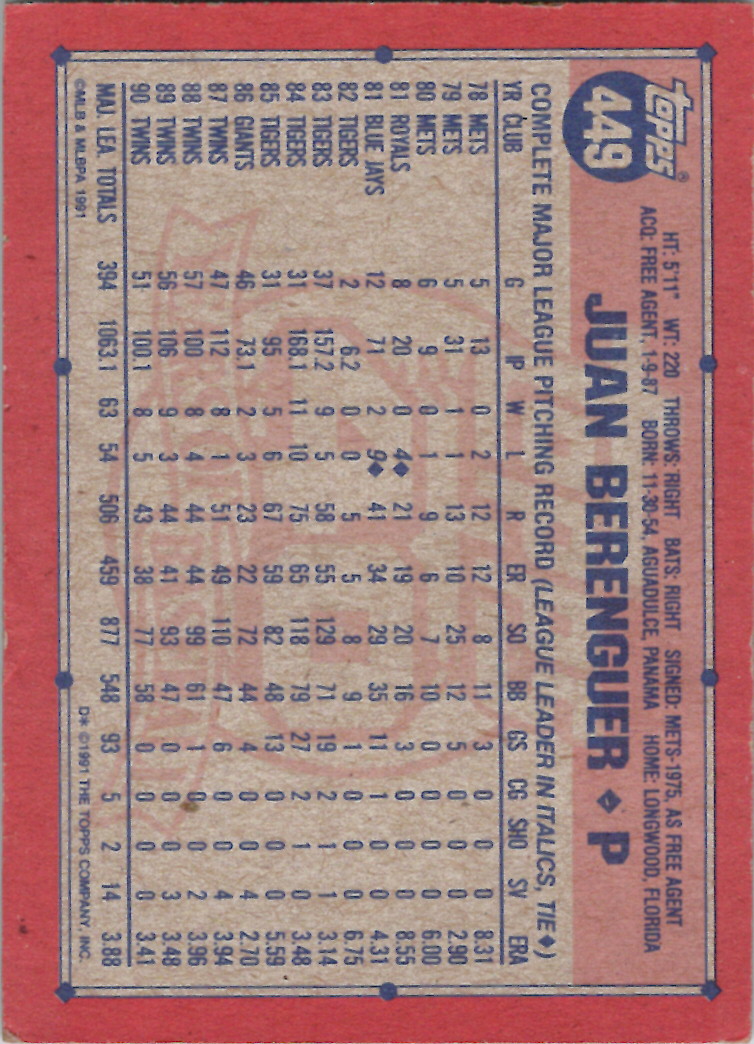 topps®
449
HT: 5'11" WT: 220 THROWS: RIGHT BATS: RIGHT SIGNED: METS-1975, AS FREE AGENT
ACQ: FREE AGENT, 1-9-87 BORN: 11-30-54, AGUADULCE, PANAMA HOME: LONGWOOD, FLORIDA
JUAN BERENGUER ♦ P
COMPLETE MAJOR LEAGUE PITCHING RECORD (LEAGUE LEADER IN ITALICS, TIE♦)
YR CLUB G IP W L R ER SO BB GS CG SHO SV ERA
78 METS 5 13 0 2 12 12 8 11 3 0 0 0 8.31
79 METS 5 31 1 1 13 10 25 12 5 0 0 0 2.90
80 METS 6 9 0 1 9 6 7 10 0 0 0 0 6.00
81 ROYALS 8 20 0 4♦ 21 19 20 16 3 0 0 0 8.55
81 BLUE JAYS 12 71 2 9♦ 41 34 29 35 11 1 0 0 4.31
82 TIGERS 2 6.2 0 0 5 5 8 9 1 0 0 0 6.75
83 TIGERS 37 157.2 9 5 58 55 129 71 19 2 1 1 3.14
84 TIGERS 31 168.1 11 10 75 65 118 79 27 2 1 0 3.48
85 TIGERS 31 95 5 6 67 59 82 48 13 0 0 0 5.59
86 GIANTS 46 73.1 2 3 23 22 72 44 4 0 0 4 2.70
87 TWINS 47 112 8 1 51 49 110 47 6 0 0 4 3.94
88 TWINS 57 100 8 4 44 44 99 61 1 0 0 2 3.96
89 TWINS 56 106 9 3 44 41 93 47 0 0 0 3 3.48
90 TWINS 51 100.1 8 5 43 38 77 58 0 0 0 0 3.41
MAJ. LEA. TOTALS 394 1063.1 63 54 506 459 877 548 93 5 2 14 3.88
©MLB & MLBPA 1991 D* ©1991 THE TOPPS COMPANY, INC.
40
YEARS OF BASEBALL